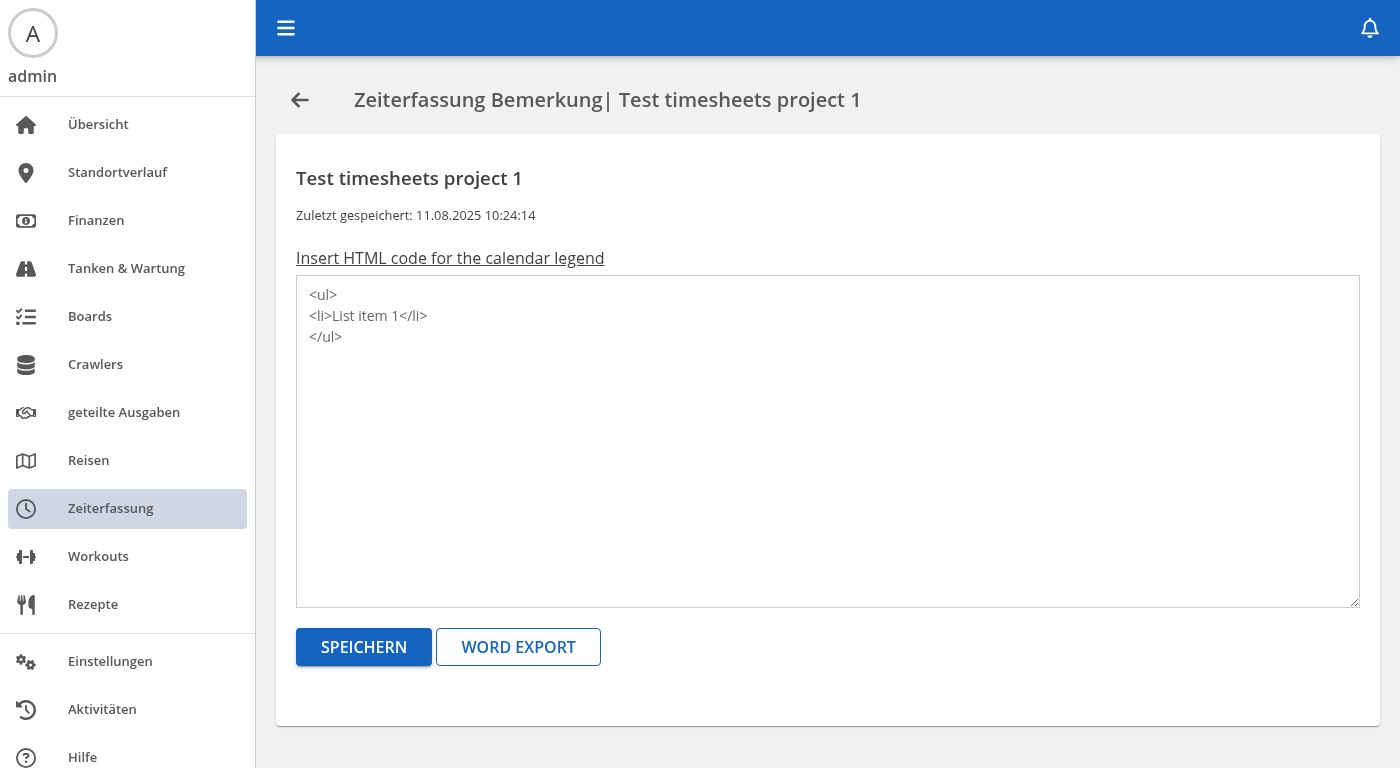 A
admin
Übersicht
Standortverlauf
Finanzen
Tanken & Wartung
Boards
Crawlers
geteilte Ausgaben
Reisen
Zeiterfassung
Workouts
Rezepte
Einstellungen
Aktivitäten
Hilfe
Zeiterfassung Bemerkung| Test timesheets project 1
Test timesheets project 1
Zuletzt gespeichert: 11.08.2025 10:24:14
Insert HTML code for the calendar legend
<ul>
<li>List item 1</li>
</ul>
SPEICHERN
WORD EXPORT